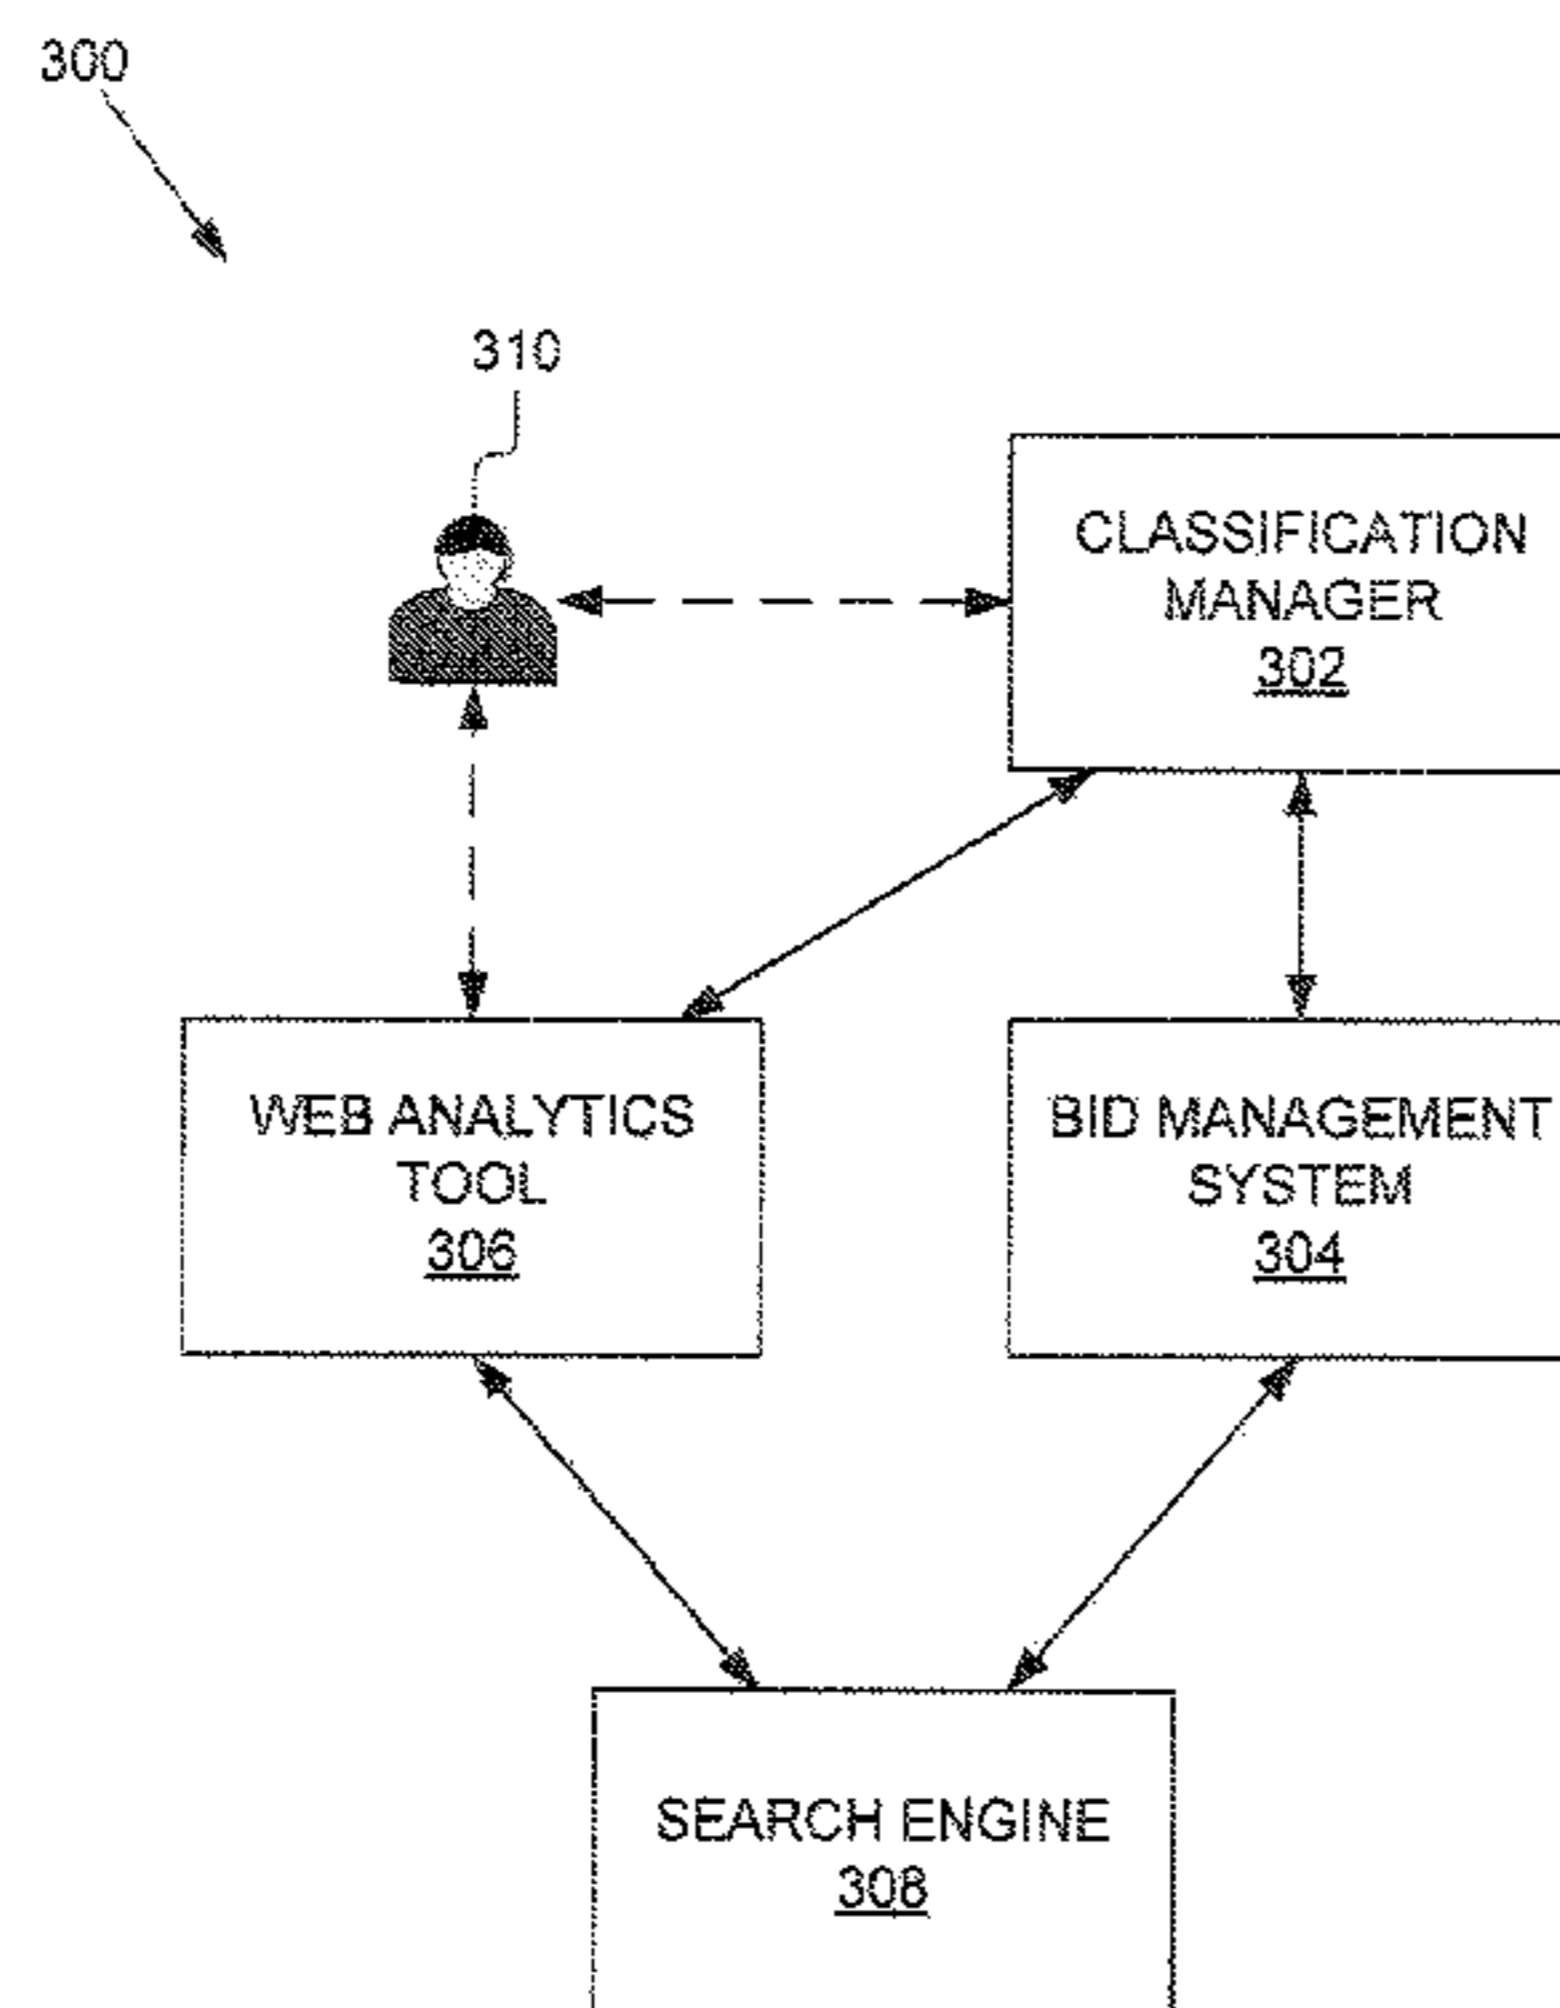 300
310
CLASSIFICATION
MANAGER
302
WEB ANALYTICS
TOOL
306
BID MANAGEMENT
SYSTEM
304
SEARCH ENGINE
308